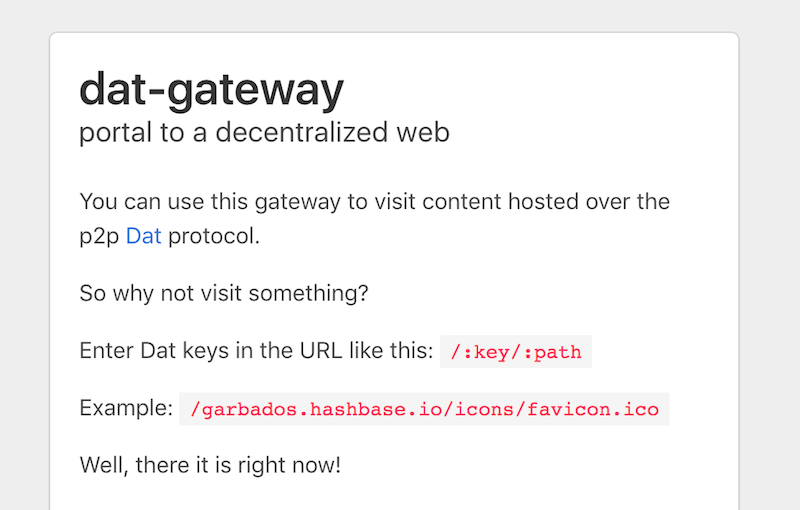 dat-gateway
portal to a decentralized web
You can use this gateway to visit content hosted over the
p2p Dat protocol.
So why not visit something?
Enter Dat keys in the URL like this: /:key/:path
Example: /garbados.hashbase.io/icons/favicon.ico
Well, there it is right now!